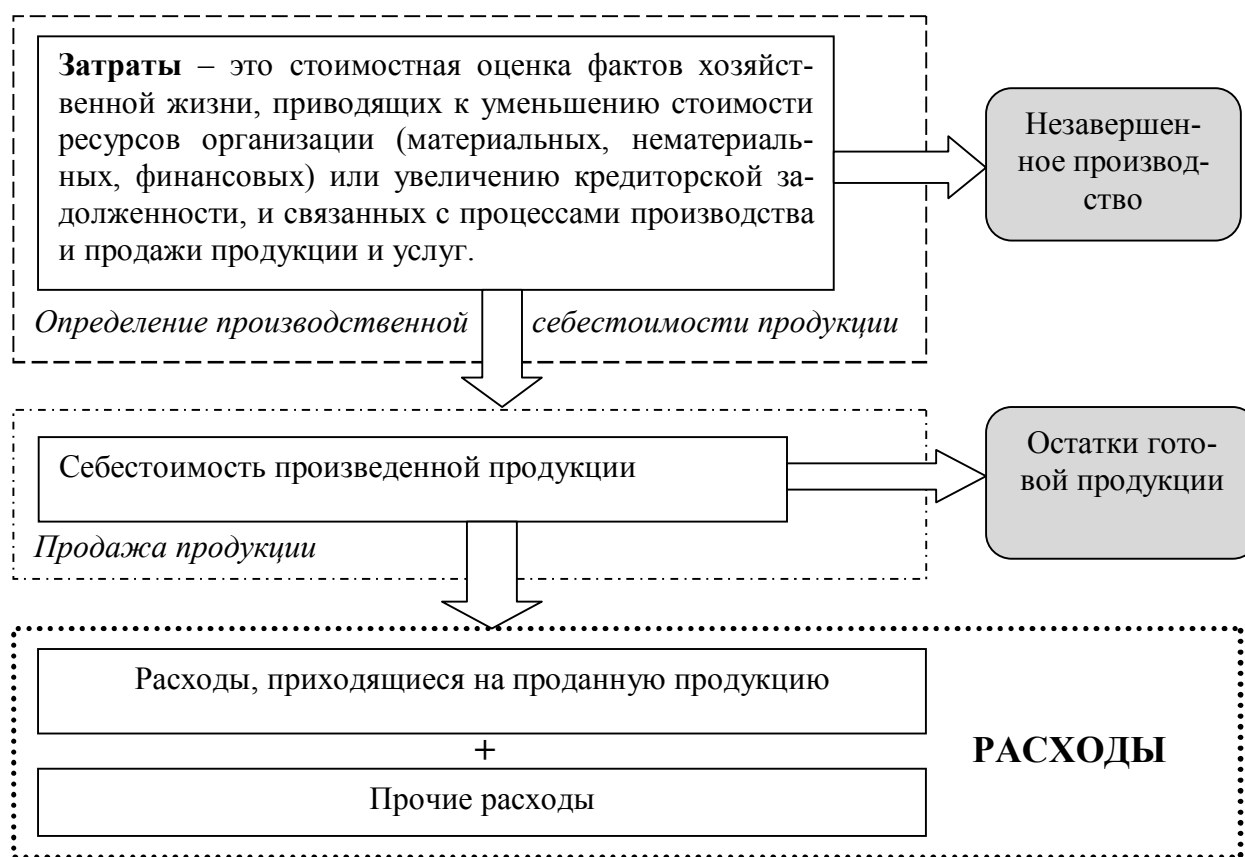 Затраты – это стоимостная оценка фактов хозяйст-
венной жизни, приводящих к уменьшению стоимости
ресурсов организации (материальных, нематериаль-
ных, финансовых) или увеличению кредиторской за-
долженности, и связанных с процессами производства
и продажи продукции и услуг.
Незавершен-
ное производ-
ство
Определение производственной себестоимости продукции
Себестоимость произведенной продукции
Остатки гото-
вой продукции
Продажа продукции
Расходы, приходящиеся на проданную продукцию
+
Прочие расходы
РАСХОДЫ